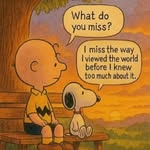 What do
you miss?
I miss the way
I viewed the world
before I knew
too much about it.